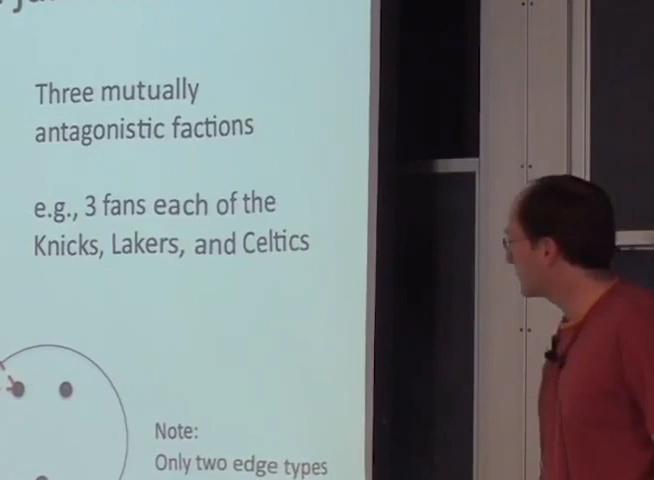 Three mutually
antagonistic factions
e.g., 3 fans each of the
Knicks, Lakers, and Celtics
Note:
Only two edge types